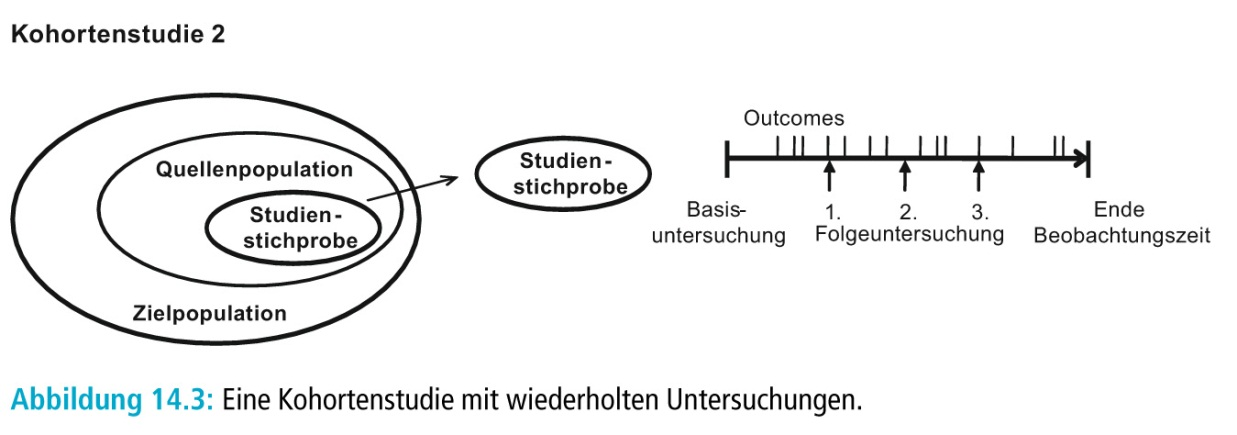 Kohortenstudie 2
Quellenpopulation
Studien-
stichprobe
Zielpopulation
Studien-
stichprobe
Outcomes
Basis-
untersuchung
1. 2. 3.
Folgeuntersuchung
Ende
Beobachtungszeit
Abbildung 14.3: Eine Kohortenstudie mit wiederholten Untersuchungen.